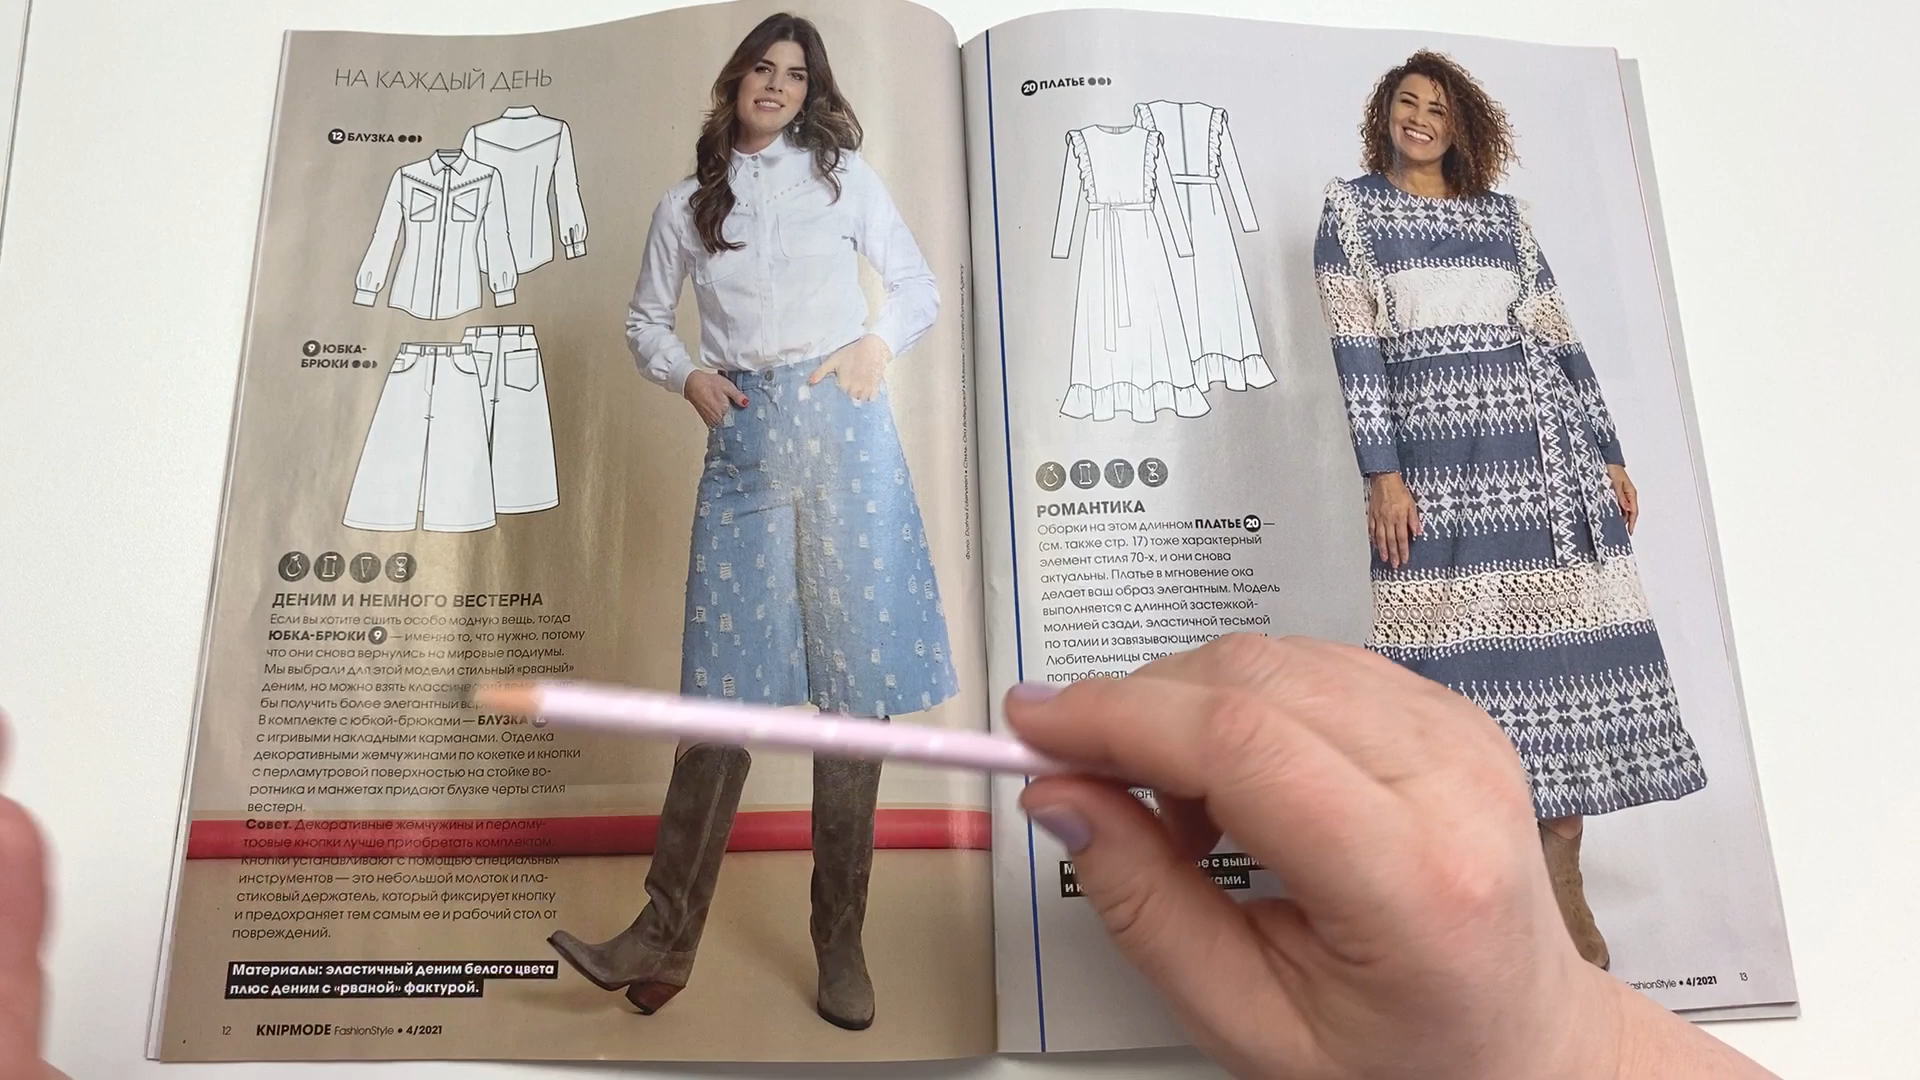 НА КАЖДЫЙ ДЕНЬ
12 БЛУЗКА
9 ЮБКА-
БРЮКИ
ДЕНИМ И НЕМНОГО ВЕСТЕРНА
Если вы хотите сшить особо модную вещь, тогда
ЮБКА-БРЮКИ 9 — именно то, что нужно, потому
что они снова вернулись на мировые подиумы.
Мы выбрали для этой модели стильный «рваный»
деним, но можно взять классический
бы получить более элегантный
В комплекте с юбкой-брюками — БЛУЗКА 12
с игривыми накладными карманами. Отделка
декоративными жемчужинами по кокетке и кнопки
с перламутровой поверхностью на стойке во-
ротника и манжетах придают блузке черты стиля
вестерн.
Совет. Декоративные жемчужины и перламу-
тровые кнопки лучше приобретать комплектом.
Кнопки устанавливают с помощью специальных
инструментов — это небольшой молоток и пла-
стиковый держатель, который фиксирует кнопку
и предохраняет тем самым ее и рабочий стол от
повреждений.
Материалы: эластичный деним белого цвета
плюс деним с «рваной» фактурой.
12 KNIPMODE FashionStyle • 4/2021
20 ПЛАТЬЕ
РОМАНТИКА
Оборки на этом длинном ПЛАТЬЕ 20 —
(см. также стр. 17) тоже характерный
элемент стиля 70-х, и они снова
актуальны. Платье в мгновение ока
делает ваш образ элегантным. Модель
выполняется с длинной застежкой-
молнией сзади, эластичной тесьмой
по талии и завязывающимся
Любительницы
попробовать
с
и
FashionStyle • 4/2021 13